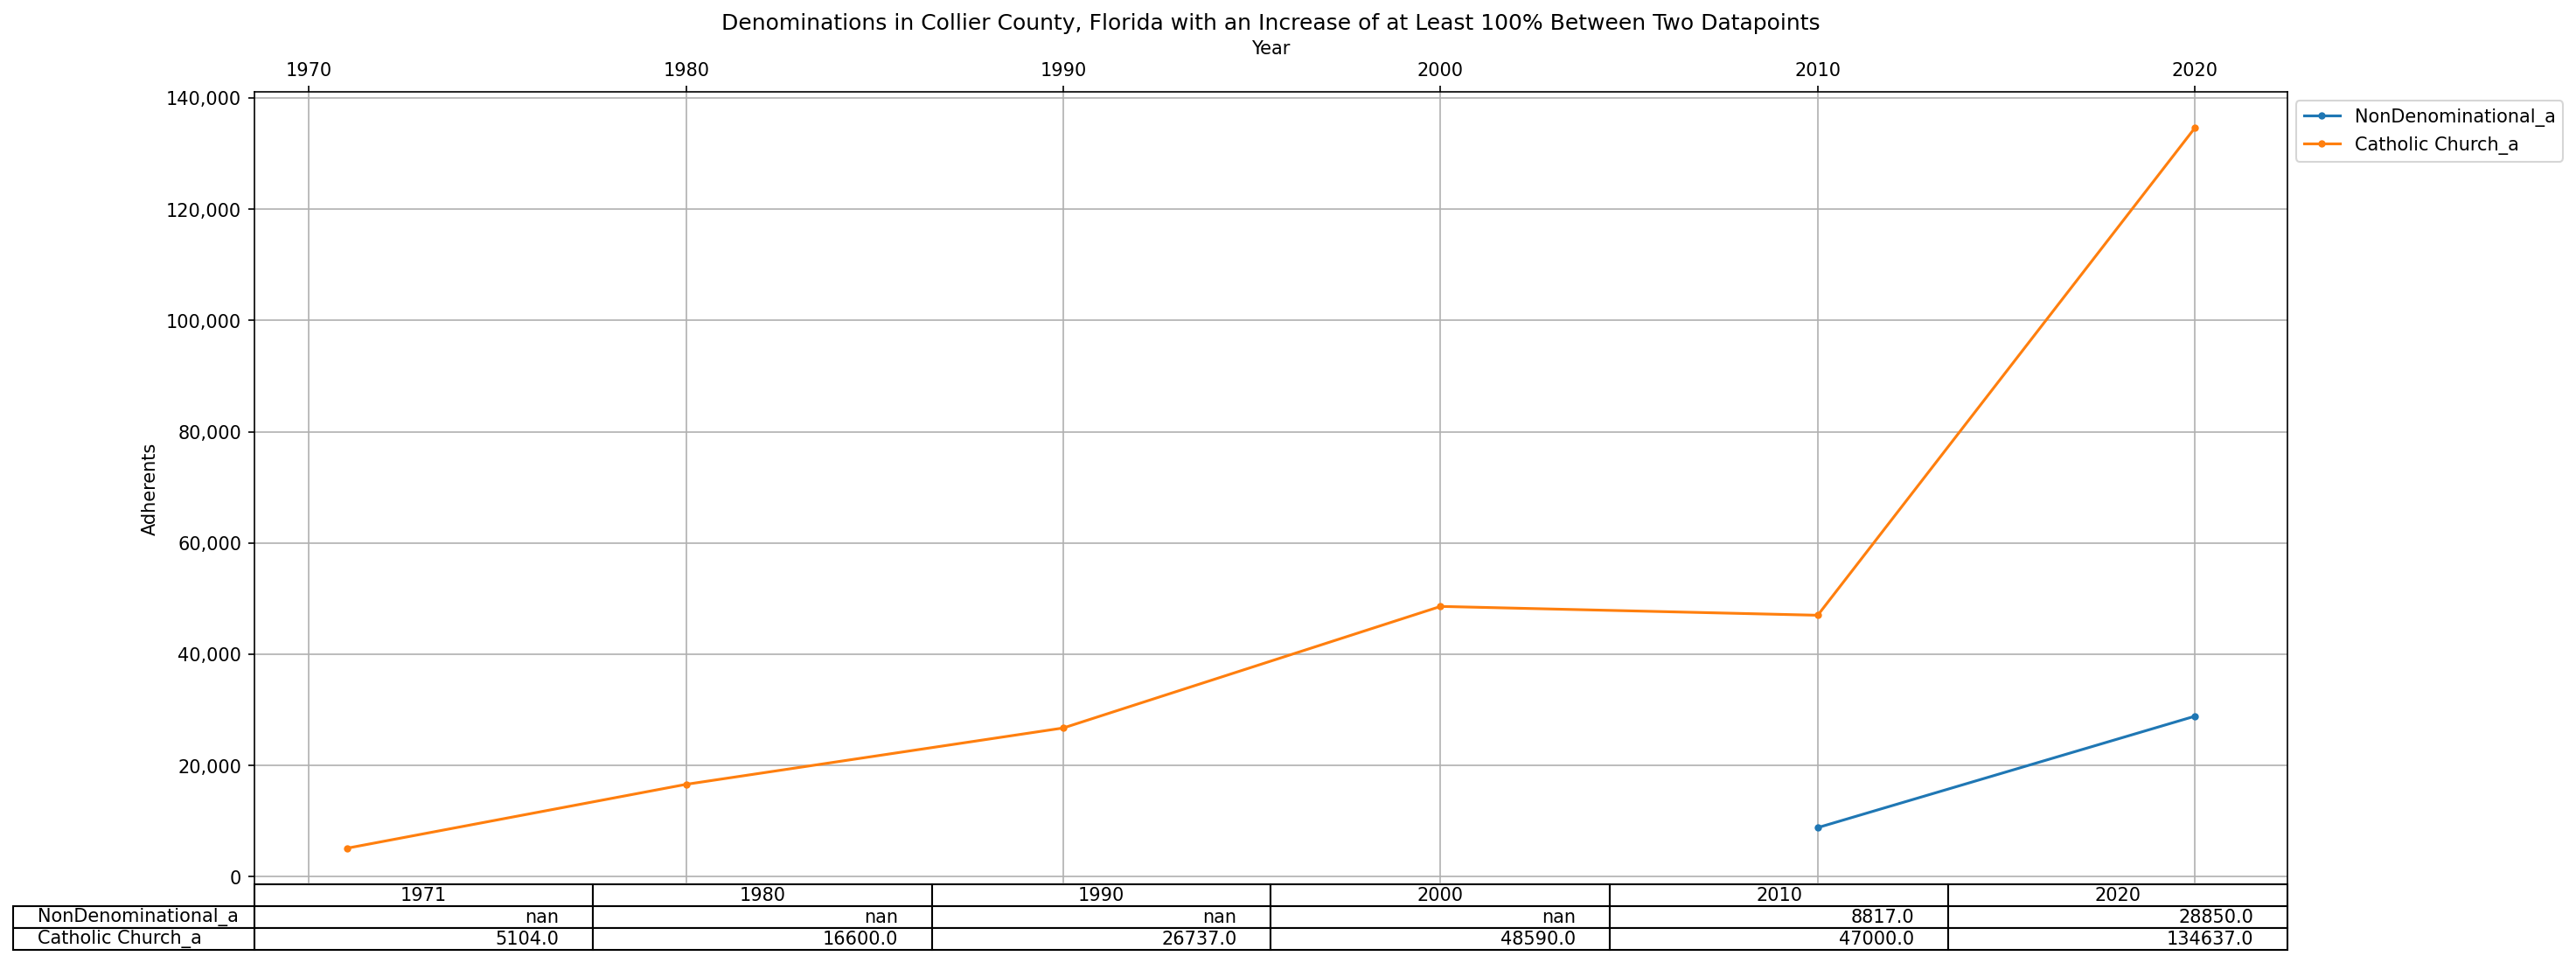 Denominations in Collier County, Florida with an Increase of at Least 100% Between Two Datapoints
Year
1970 1980 1990 2000 2010 2020
NonDenominational_a
Catholic Church_a
Adherents
140,000
120,000
100,000
80,000
60,000
40,000
20,000
0
1971 1980 1990 2000 2010 2020
NonDenominational_a nan nan nan nan 8817.0 28850.0
Catholic Church_a 5104.0 16600.0 26737.0 48590.0 47000.0 134637.0